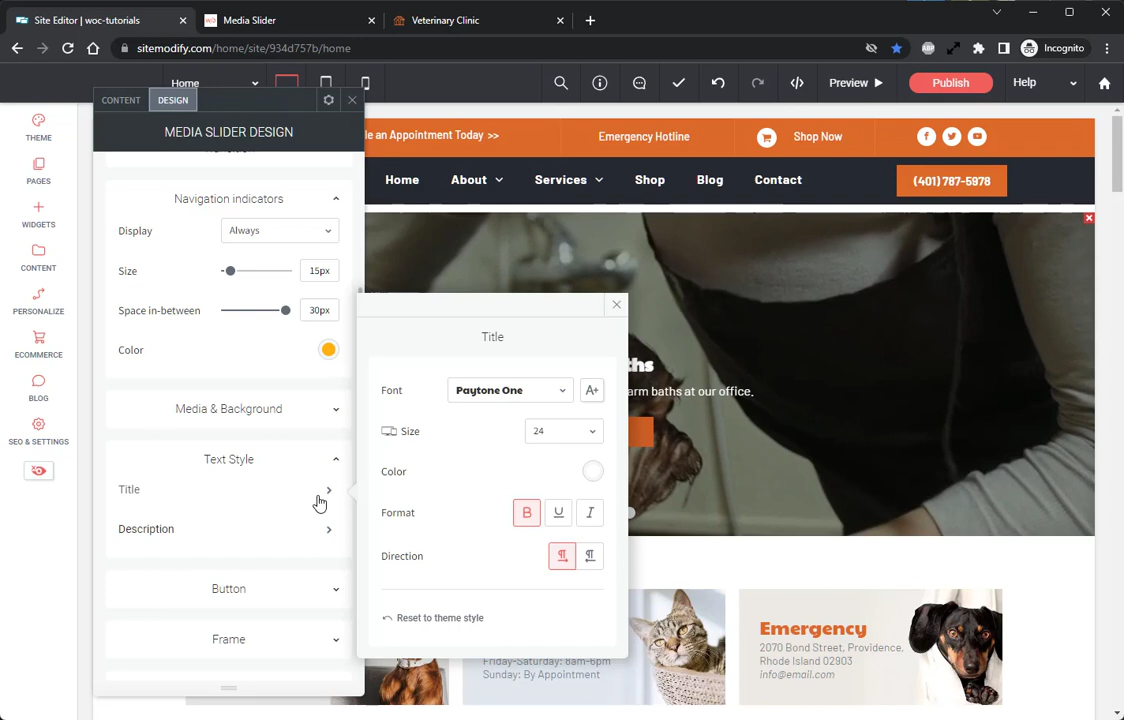 Site Editor | woc-tutorials
Media Slider
Veterinary Clinic
sitemodify.com/home/site/934d757b/home
ABP
Incognito
Home
Preview
Publish
Help
THEME
PAGES
WIDGETS
CONTENT
PERSONALIZE
ECOMMERCE
BLOG
SEO & SETTINGS
CONTENT
DESIGN
MEDIA SLIDER DESIGN
Navigation indicators
Display
Always
Size
15px
Space in-between
30px
Color
Media & Background
Text Style
Title
Description
Button
Frame
Title
Font
Paytone One
A+
Size
24
Color
Format
B U I
Direction
Reset to theme style
le an Appointment Today >>
Emergency Hotline
Shop Now
Home
About
Services
Shop
Blog
Contact
(401) 787-5978
ths
arm baths at our office.
Friday-Saturday: 8am-6pm
Sunday: By Appointment
Emergency
2070 Bond Street, Providence,
Rhode Island 02903
info@email.com